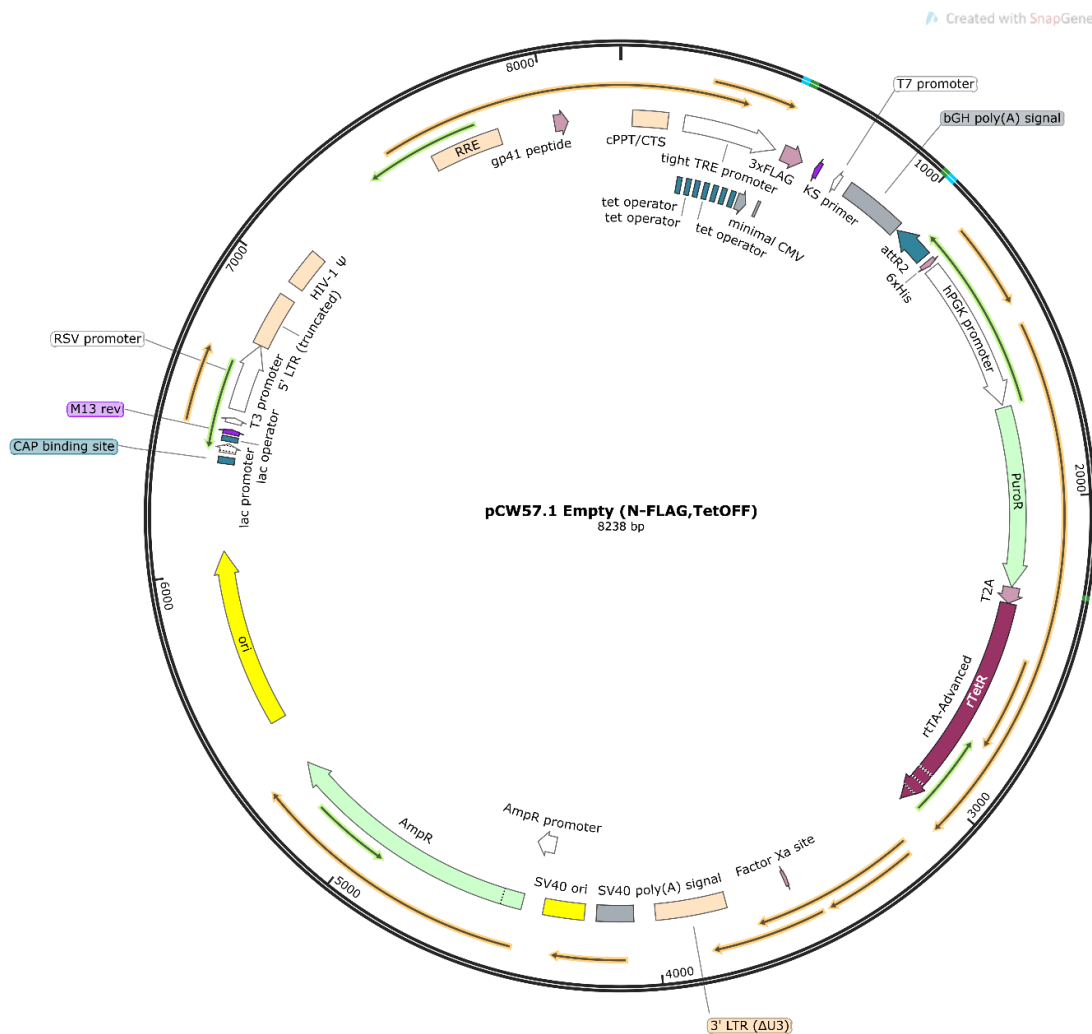 Created with SnapGene
8000
T7 promoter
bGH poly(A) signal
RRE
gp41 peptide
cPPT/CTS
tight TRE promoter
3xFLAG
KS primer
1000
tet operator
tet operator
tet operator
minimal CMV
attR2
6xHis
hPGK promoter
7000
HIV-1 Ψ
5' LTR (truncated)
RSV promoter
T3 promoter
M13 rev
lac operator
CAP binding site
lac promoter
PuroR
2000
pCW57.1 Empty (N-FLAG,TetOFF)
8238 bp
T2A
6000
ori
rTetR
rtTA-Advanced
3000
AmpR promoter
AmpR
Factor Xa site
SV40 ori
SV40 poly(A) signal
5000
4000
3' LTR (ΔU3)